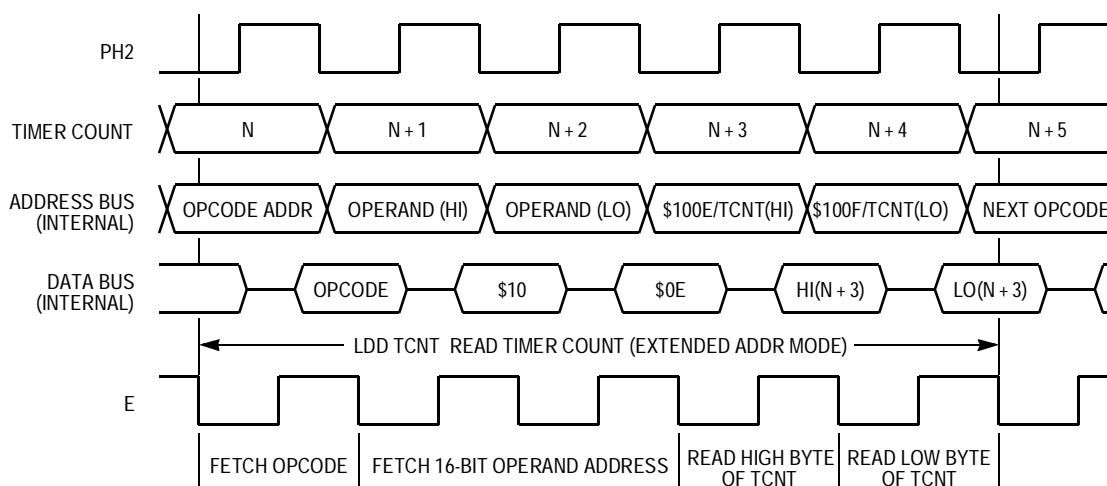 PH2
TIMER COUNT
N
N + 1
N + 2
N + 3
N + 4
N + 5
ADDRESS BUS
(INTERNAL)
OPCODE ADDR
OPERAND (HI)
OPERAND (LO)
$100E/TCNT(HI)
$100F/TCNT(LO)
NEXT OPCODE
DATA BUS
(INTERNAL)
OPCODE
$10
$0E
HI(N + 3)
LO(N + 3)
LDD TCNT READ TIMER COUNT (EXTENDED ADDR MODE)
E
FETCH OPCODE
FETCH 16-BIT OPERAND ADDRESS
READ HIGH BYTE
OF TCNT
READ LOW BYTE
OF TCNT